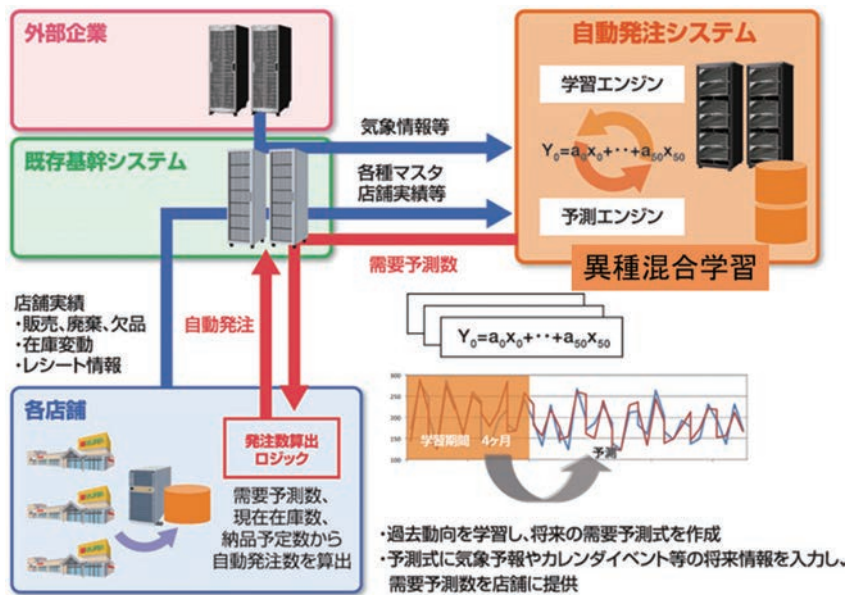 外部企業
既存基幹システム
気象情報等
各種マスタ
店舗実績等
需要予測数
自動発注システム
学習エンジン
Y₀=a₀x₀+‥+a₅₀x₅₀
予測エンジン
異種混合学習
店舗実績
・販売、廃棄、欠品
・在庫変動
・レシート情報
自動発注
各店舗
発注数算出
ロジック
需要予測数、
現在在庫数、
納品予定数から
自動発注数を算出
Y₀=a₀x₀+‥+a₅₀x₅₀
300
250
200
150
100
学習期間 4ヶ月
予測
・過去動向を学習し、将来の需要予測式を作成
・予測式に気象予報やカレンダイベント等の将来情報を入力し、
需要予測数を店舗に提供